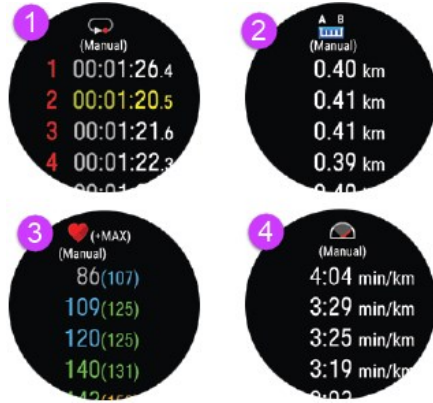 1
(Manual)
1 00:01:26.4
2 00:01:20.5
3 00:01:21.6
4 00:01:22.3
2
A B
(Manual)
0.40 km
0.41 km
0.41 km
0.39 km
3
(+MAX)
(Manual)
86(107)
109(125)
120(125)
140(131)
4
(Manual)
4:04 min/km
3:29 min/km
3:25 min/km
3:19 min/km